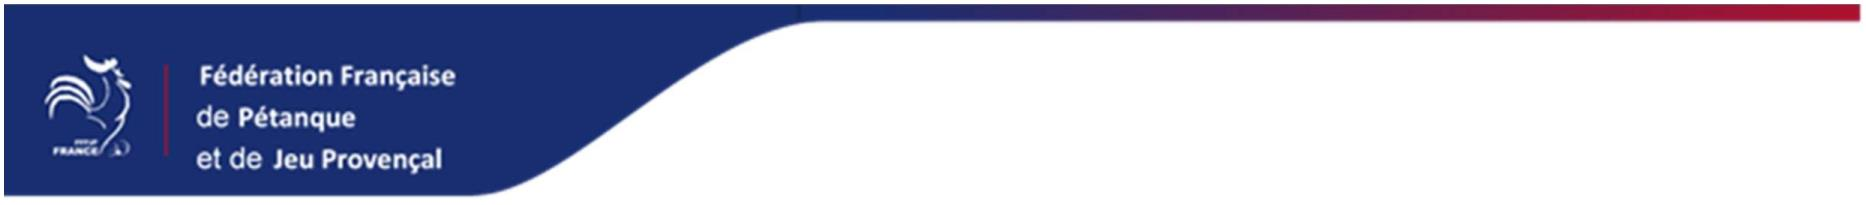 Fédération Française
de Pétanque
et de Jeu Provençal
FRANCE